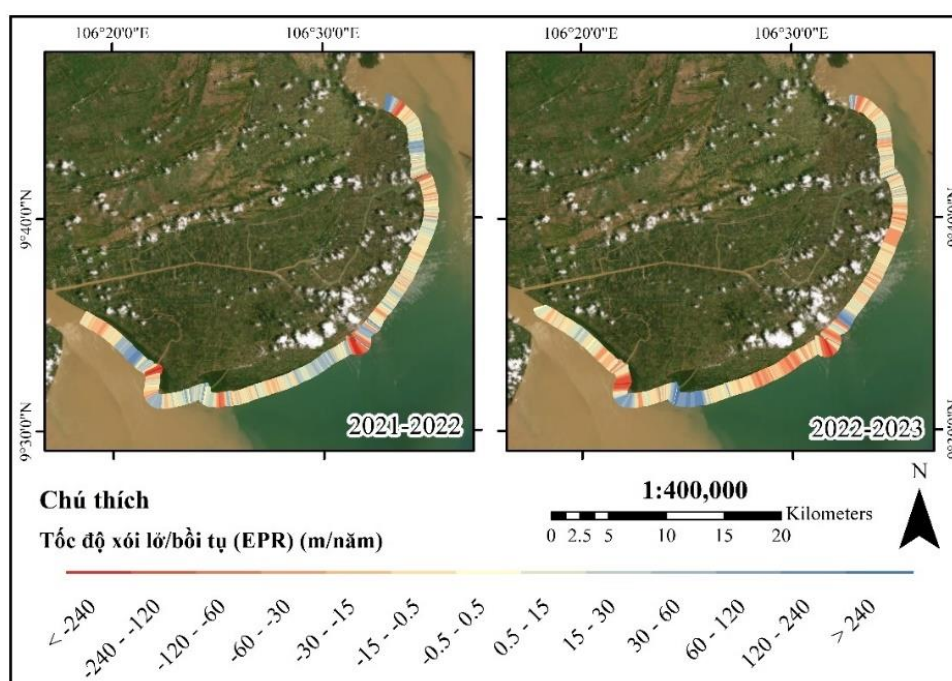 106°20'0"E 106°30'0"E 106°20'0"E 106°30'0"E
9°40'0"N
9°30'0"N
2021-2022
2022-2023
Chú thích
Tốc độ xói lở/bồi tụ (EPR) (m/năm)
1:400,000
Kilometers
0 2.5 5 10 15 20
N
< -240
-240 - -120
-120 - -60
-60 - -30
-30 - -15
-15 - -0.5
-0.5 - 0.5
0.5 - 15
15 - 30
30 - 60
60 - 120
120 - 240
> 240